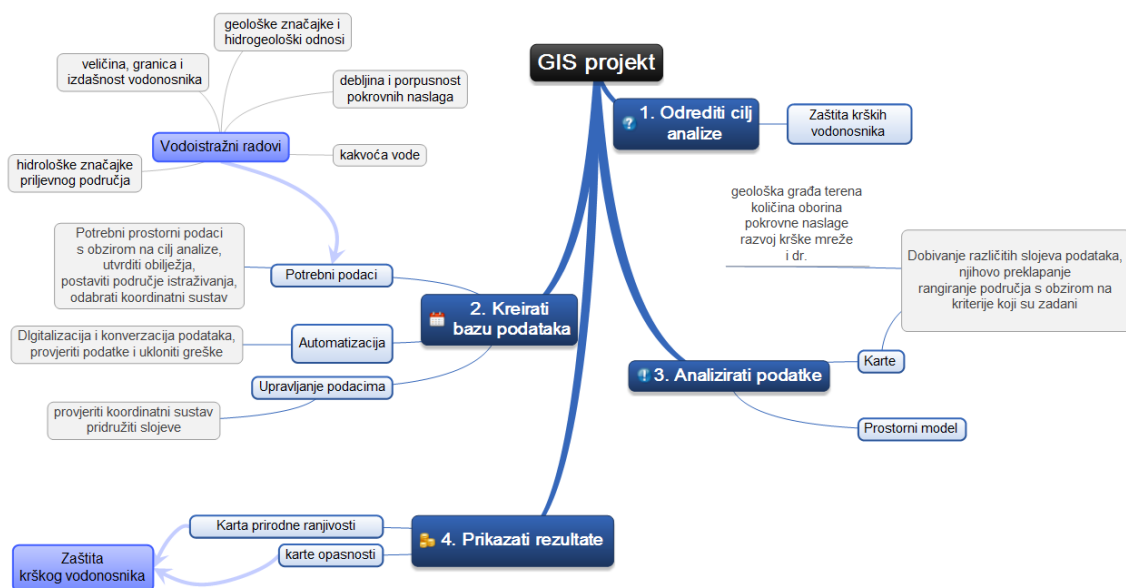 GIS projekt
1. Odrediti cilj
analize
Zaštita krških
vodonosnika
geološke značajke i
hidrogeološki odnosi
veličina, granica i
izdašnost vodonosnika
debljina i porpusnost
pokrovnih naslaga
Vodoistražni radovi
kakvoća vode
hidrološke značajke
priljevnog područja
Potrebni prostorni podaci
s obzirom na cilj analize,
utvrditi obilježja,
postaviti područje istraživanja,
odabrati koordinatni sustav
Potrebni podaci
2. Kreirati
bazu podataka
DIgitalizacija i konverzacija podataka,
provjeriti podatke i ukloniti greške
Automatizacija
Upravljanje podacima
provjeriti koordinatni sustav
pridružiti slojeve
geološka građa terena
količina oborina
pokrovne naslage
razvoj krške mreže
i dr.
Dobivanje različitih slojeva podataka,
njihovo preklapanje
rangiranje područja s obzirom na
kriterije koji su zadani
3. Analizirati podatke
Karte
Prostorni model
4. Prikazati rezultate
Karta prirodne ranjivosti
karte opasnosti
Zaštita
krškog vodonosnika